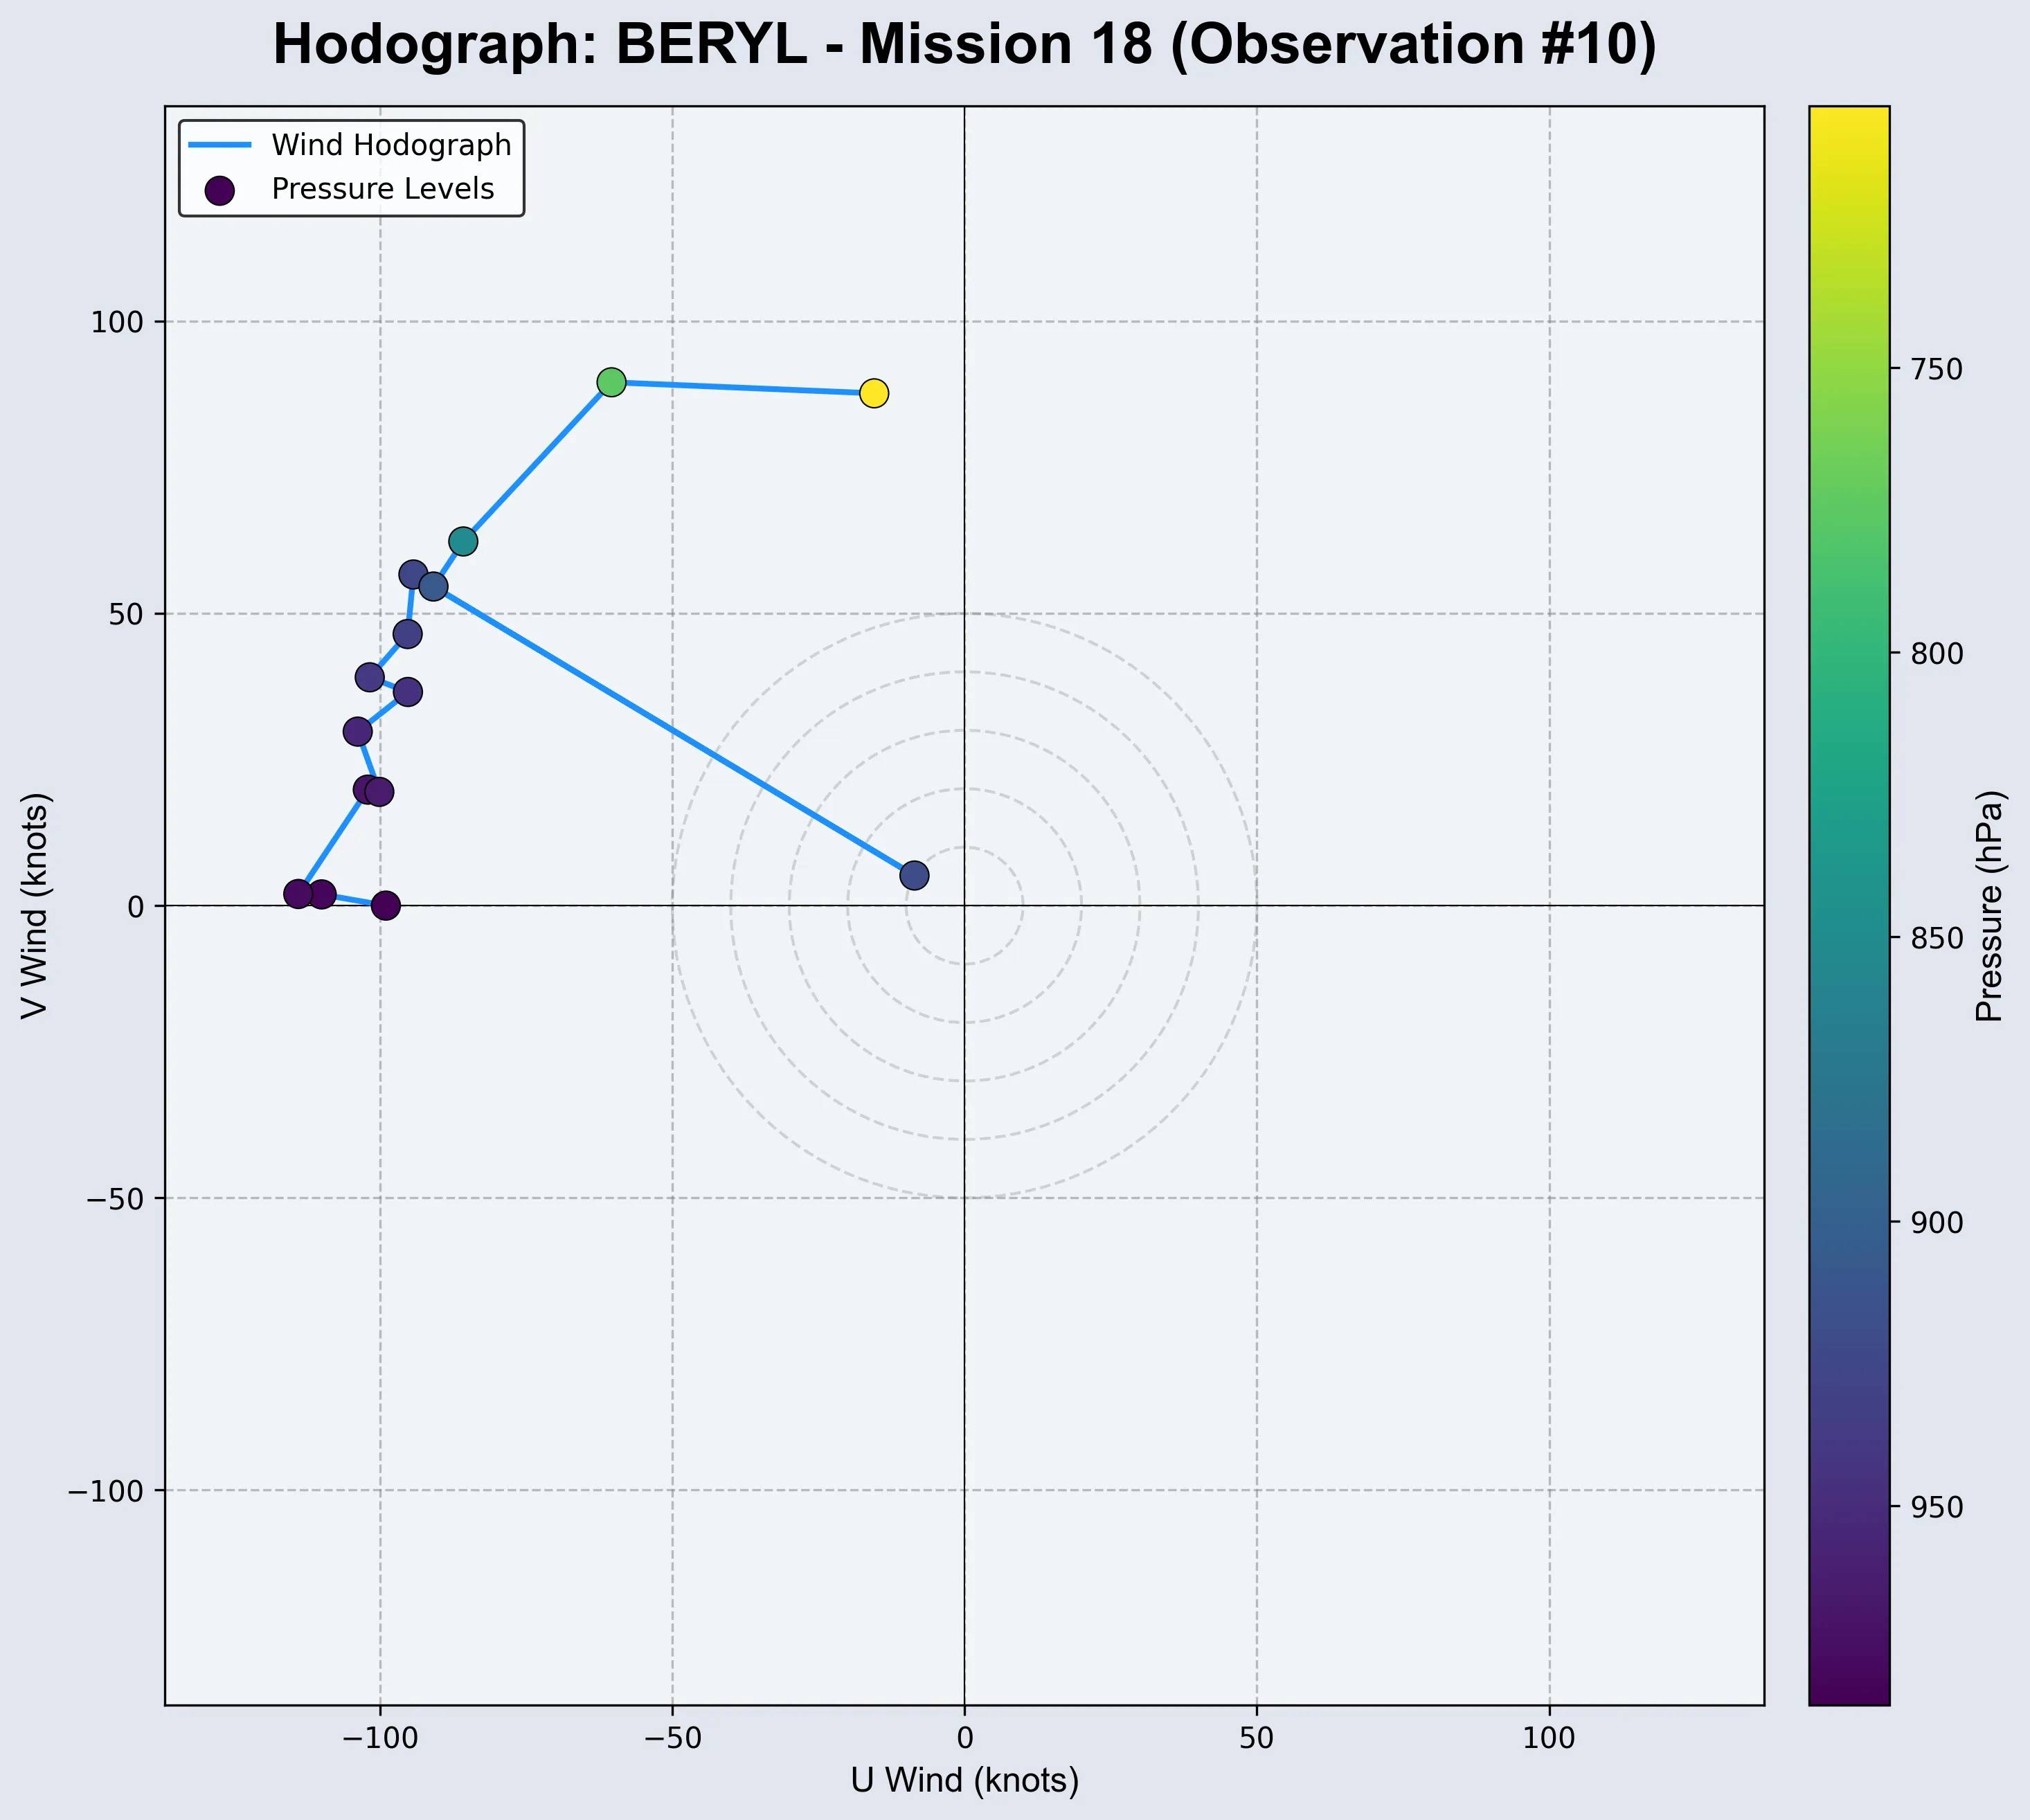 Hodograph: BERYL - Mission 18 (Observation #10)
Wind Hodograph
Pressure Levels
100
50
0
−50
−100
V Wind (knots)
−100
−50
0
50
100
U Wind (knots)
750
800
850
900
950
Pressure (hPa)